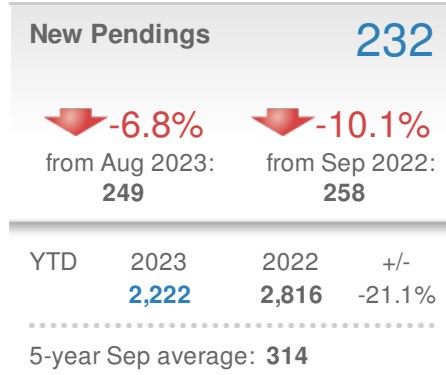 New Pendings 232
-6.8% -10.1%
from Aug 2023: from Sep 2022:
249 258
YTD 2023 2022 +/-
2,222 2,816 -21.1%
5-year Sep average: 314